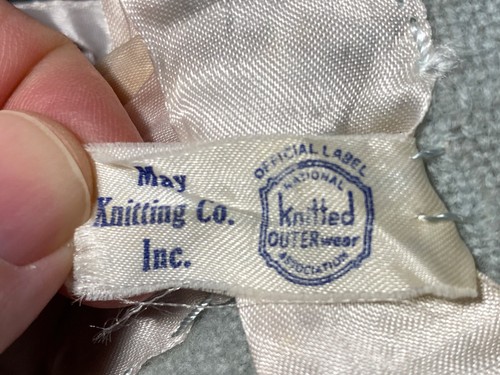 May
Knitting Co.
Inc.
OFFICIAL LABEL
NATIONAL
Knitted
OUTERwear
ASSOCIATION